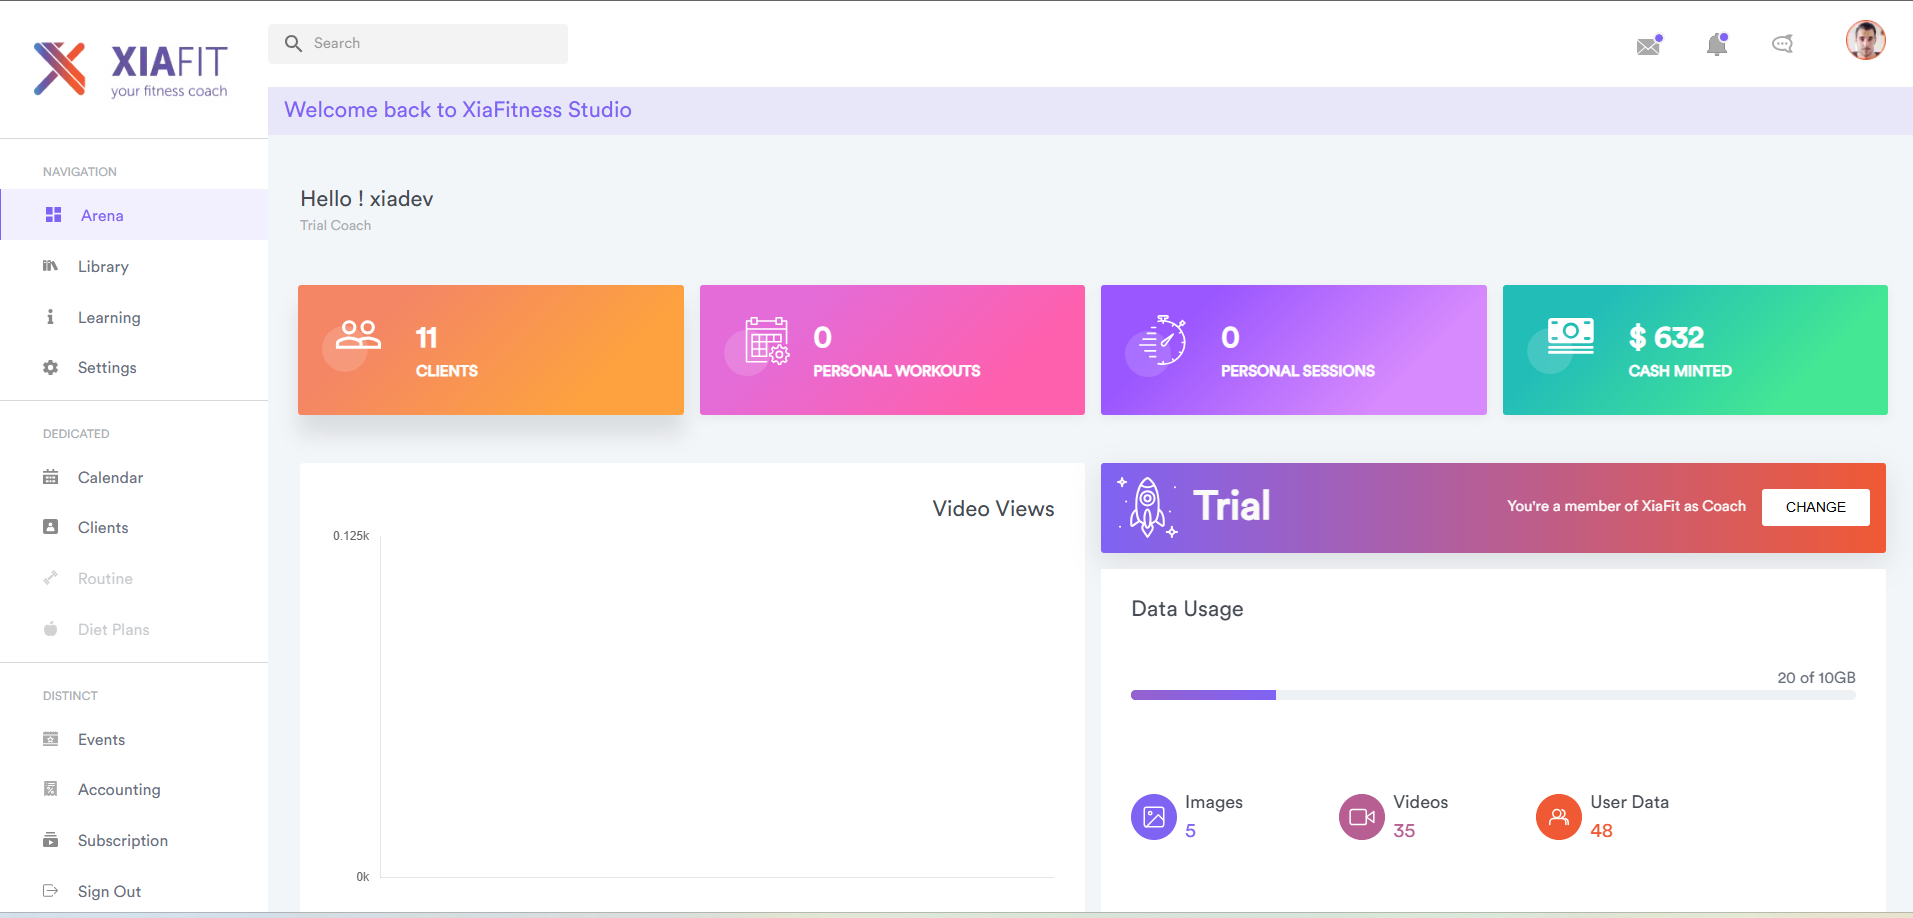 XIAFIT
your fitness coach
Search
Welcome back to XiaFitness Studio
NAVIGATION
Arena
Library
Learning
Settings
DEDICATED
Calendar
Clients
Routine
Diet Plans
DISTINCT
Events
Accounting
Subscription
Sign Out
Hello ! xiadev
Trial Coach
11
CLIENTS
0
PERSONAL WORKOUTS
0
PERSONAL SESSIONS
$ 632
CASH MINTED
Video Views
0.125k
0k
Trial
You're a member of XiaFit as Coach
CHANGE
Data Usage
20 of 10GB
Images
5
Videos
35
User Data
48